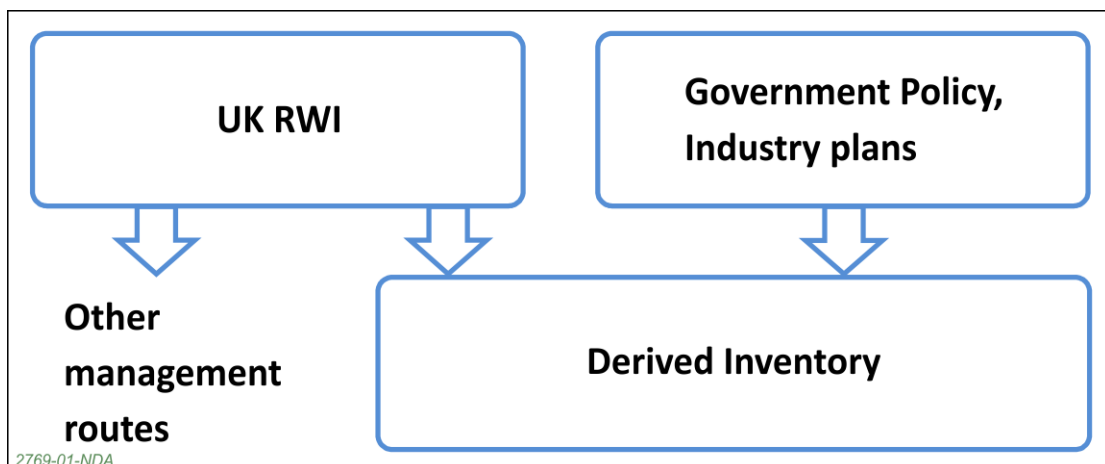 UK RWI
Government Policy,
Industry plans
Other
management
routes
Derived Inventory
2769-01-NDA